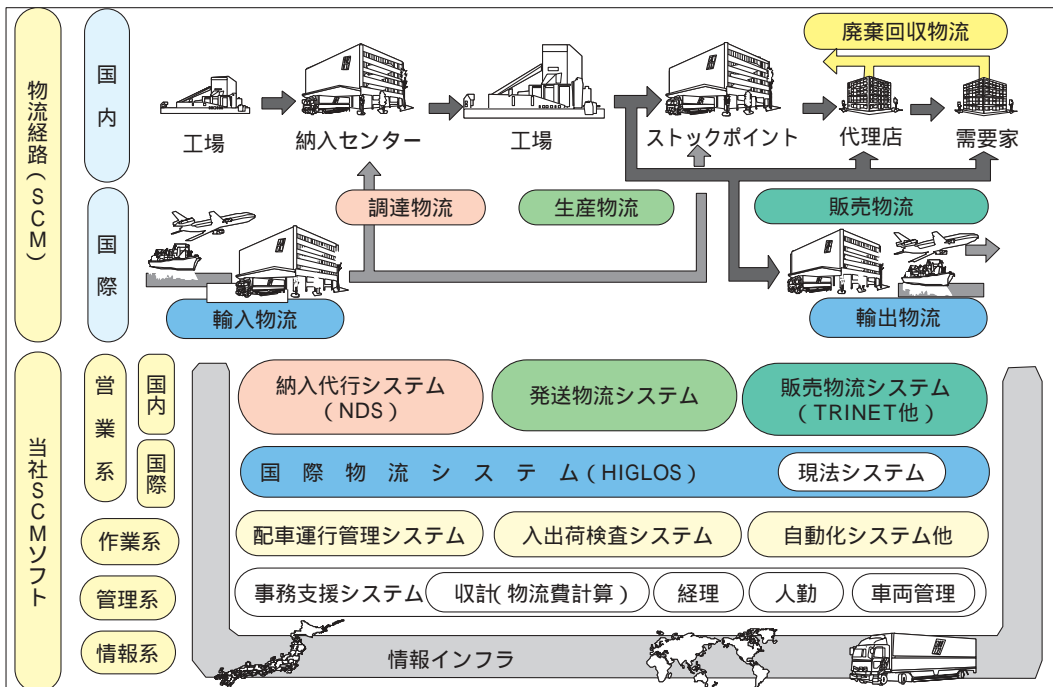 物流経路(SCM)
国内
廃棄回収物流
工場
納入センター
工場
ストックポイント
代理店
需要家
国際
調達物流
生産物流
販売物流
輸入物流
輸出物流
当社SCMソフト
営業系
国内
納入代行システム
(NDS)
発送物流システム
販売物流システム
(TRINET他)
国際
国際物流システム(HIGLOS)
現法システム
作業系
配車運行管理システム
入出荷検査システム
自動化システム他
管理系
事務支援システム
収計(物流費計算)
経理
人勤
車両管理
情報系
情報インフラ